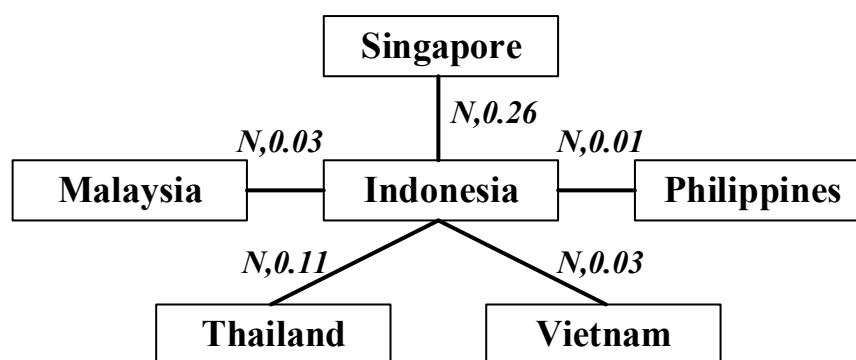 Singapore
N,0.26
N,0.03
N,0.01
Malaysia
Indonesia
Philippines
N,0.11
N,0.03
Thailand
Vietnam